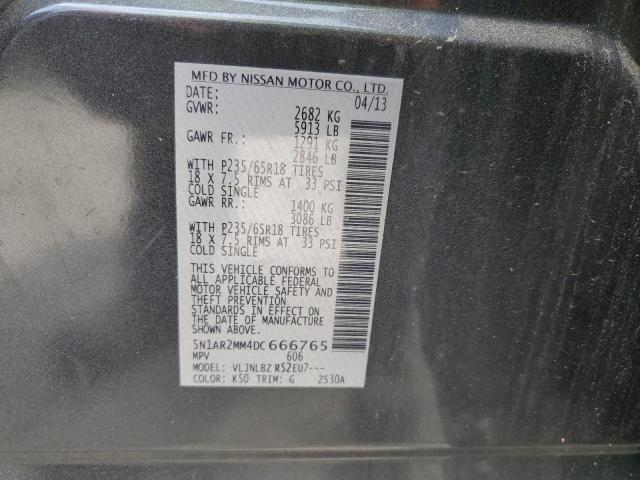 MFD BY NISSAN MOTOR CO., LTD.
DATE: 04/13
GVWR: 2682 KG
5913 LB
GAWR FR.: 1291 KG
2846 LB
WITH P235/65R18 TIRES
18 X 7.5 RIMS AT 33 PSI
COLD SINGLE
GAWR RR.: 1400 KG
3086 LB
WITH P235/65R18 TIRES
18 X 7.5 RIMS AT 33 PSI
COLD SINGLE
THIS VEHICLE CONFORMS TO
ALL APPLICABLE FEDERAL
MOTOR VEHICLE SAFETY AND
THEFT PREVENTION
STANDARDS IN EFFECT ON
THE DATE OF MANUFACTURE
SHOWN ABOVE.
5N1AR2MM4DC666765
MPV 606
MODEL: VLJNLBZ R52EU7---
COLOR: K50 TRIM: G 2S30A